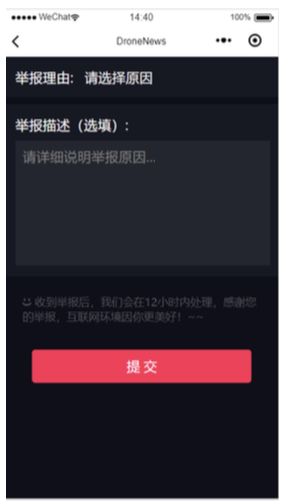 WeChat
14:40
100%
DroneNews
举报理由: 请选择原因
举报描述（选填）:
请详细说明举报原因...
收到举报后，我们会在12小时内处理，感谢您
的举报，互联网环境因你更美好！~~
提交